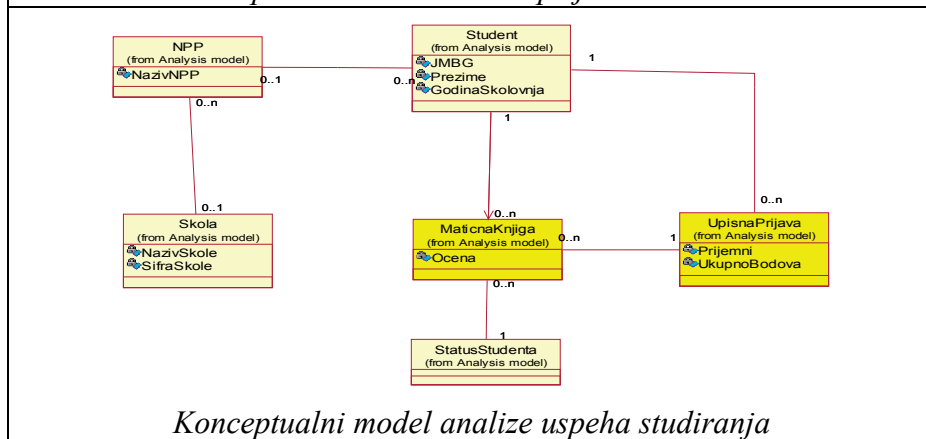 NPP
(from Analysis model)
NazivNPP
0..1
0..n
Student
(from Analysis model)
JMBG
Prezime
GodinaSkolovnja
1
1
0..n
0..1
Skola
(from Analysis model)
NazivSkole
SifraSkole
0..n
MaticnaKnjiga
(from Analysis model)
Ocena
0..n
1
0..n
UpisnaPrijava
(from Analysis model)
Prijemni
UkupnoBodova
0..n
1
StatusStudenta
(from Analysis model)
Konceptualni model analize uspeha studiranja